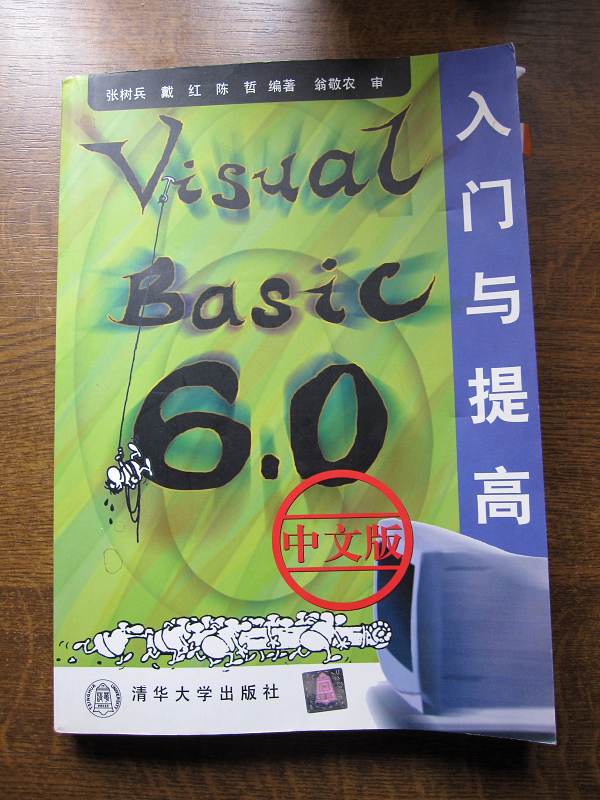 张树兵 戴 红 陈 哲 编著 翁敬农 审
Visual
Basic
6.0
入门与提高
中文版
清华大学出版社